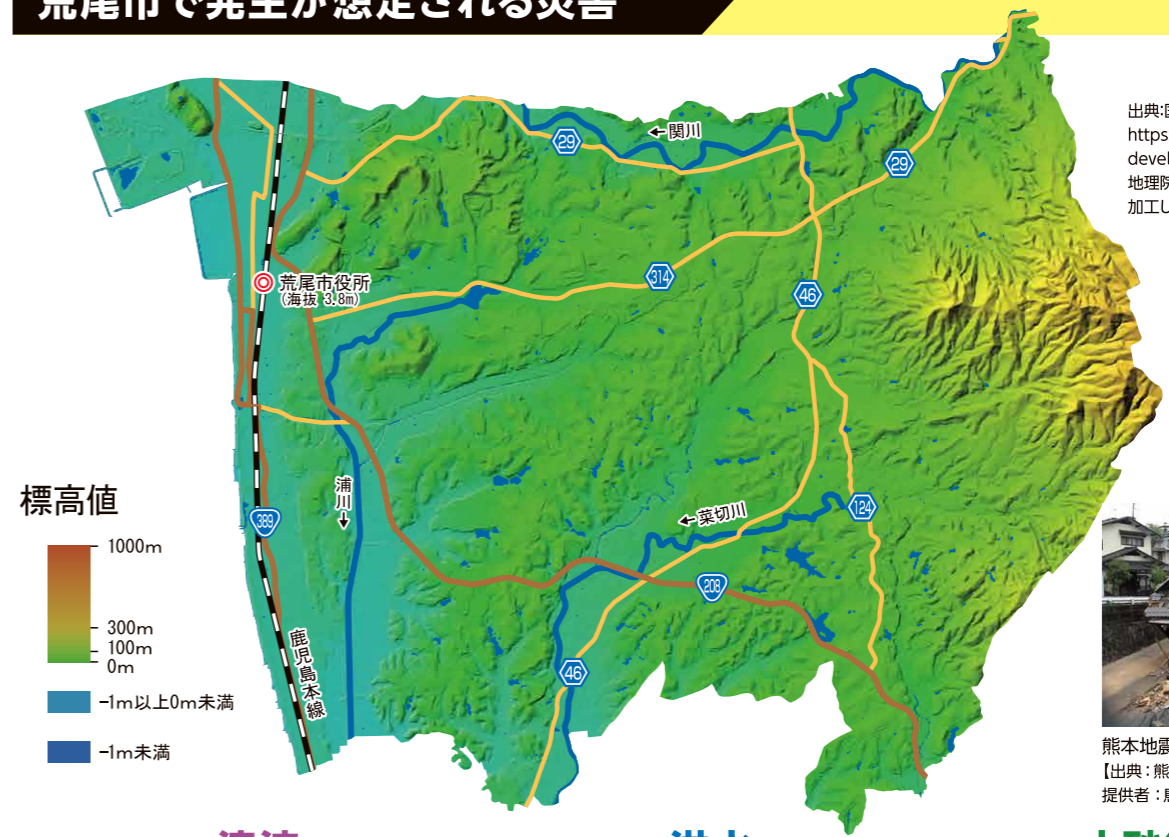 荒尾市で発生が想定される災害
出典:
https
devel
地理院
加工し
29
←関川
29
荒尾市役所
(海抜 3.8m)
314
46
標高値
1000m
300m
100m
0m
-1m以上0m未満
-1m未満
389
浦川→
鹿児島本線
←菜切川
124
208
46
熊本地震
【出典:熊
提供者:
洪水